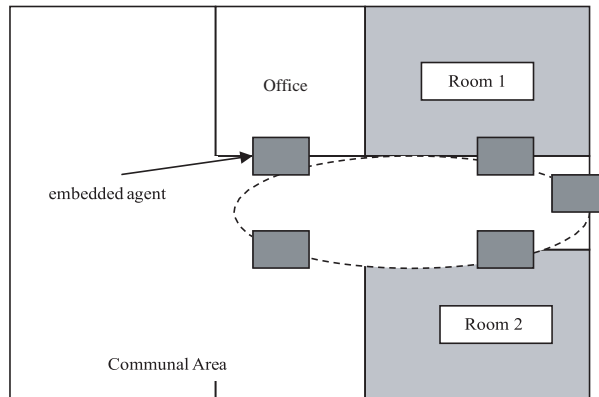 Office
Room 1
embedded agent
Room 2
Communal Area